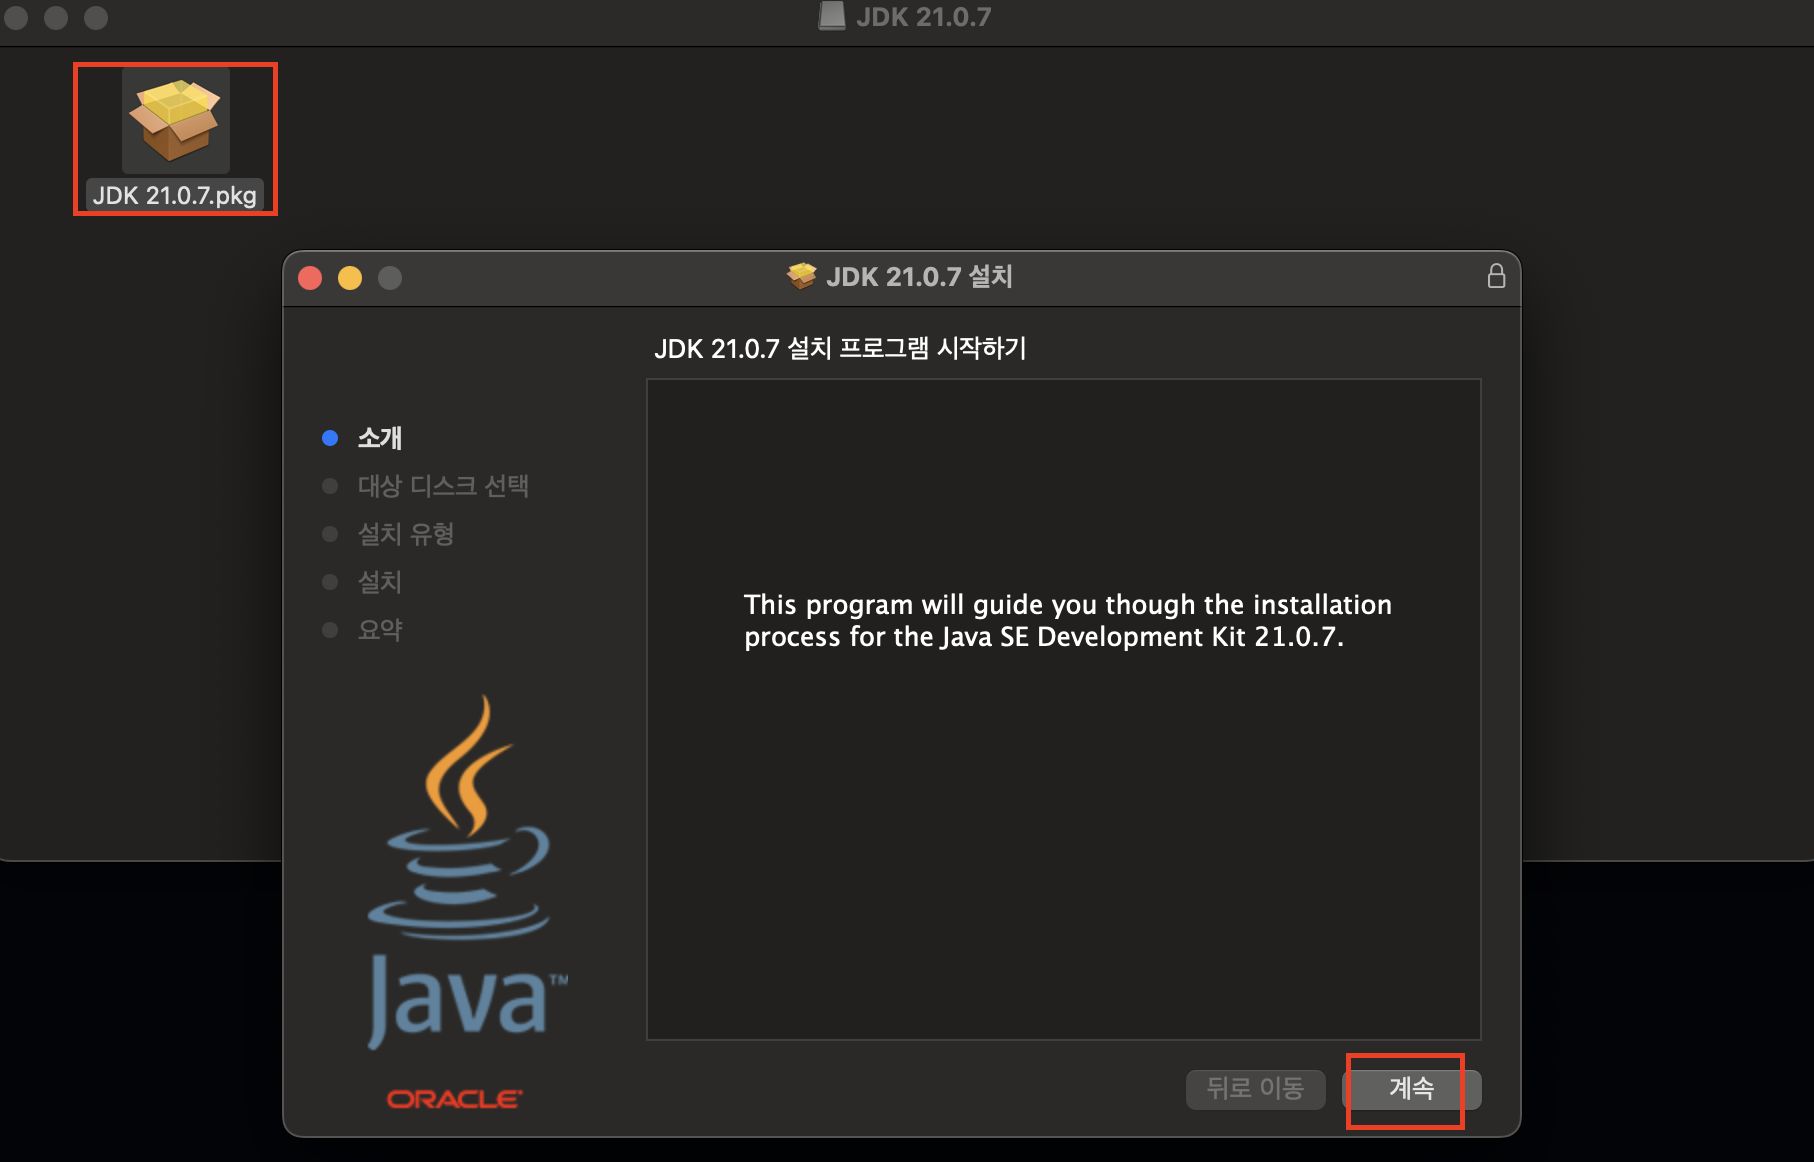 JDK 21.0.7
JDK 21.0.7.pkg
JDK 21.0.7 설치
JDK 21.0.7 설치 프로그램 시작하기
소개
대상 디스크 선택
설치 유형
설치
요약
This program will guide you though the installation
process for the Java SE Development Kit 21.0.7.
Java™
ORACLE
뒤로 이동
계속